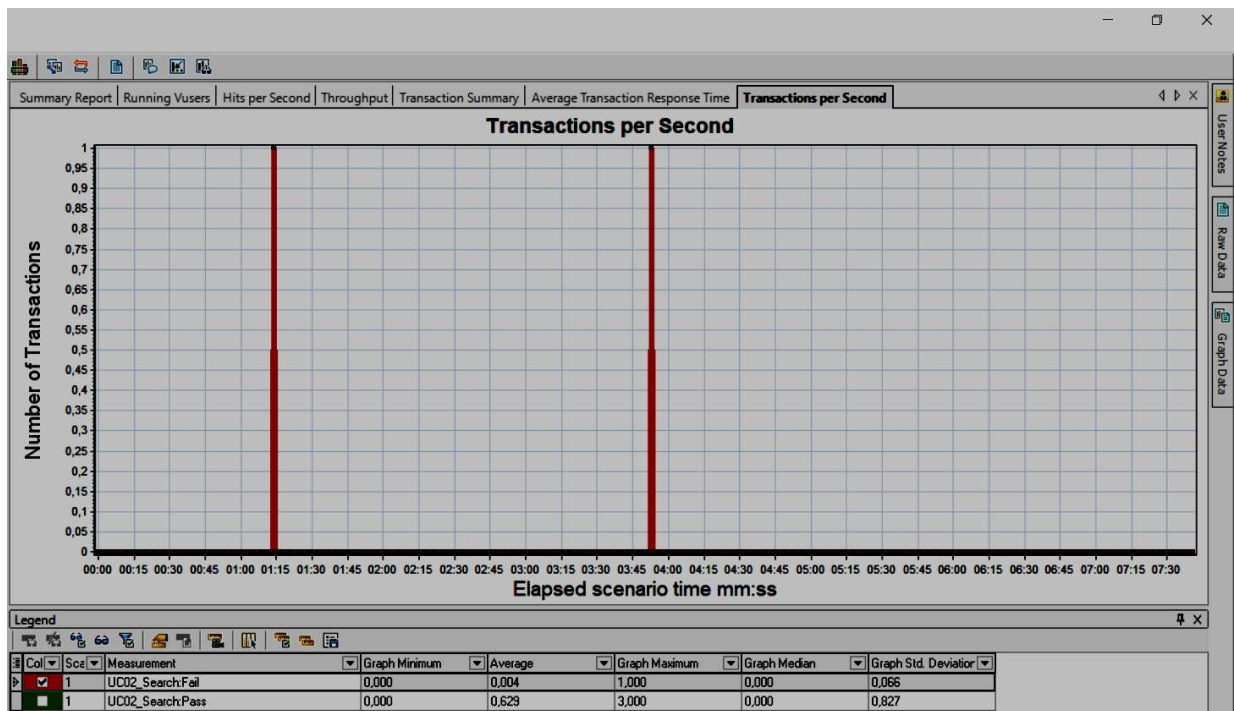 Summary Report Running Vusers Hits per Second Throughput Transaction Summary Average Transaction Response Time Transactions per Second
Transactions per Second
Number of Transactions
1
0,95
0,9
0,85
0,8
0,75
0,7
0,65
0,6
0,55
0,5
0,45
0,4
0,35
0,3
0,25
0,2
0,15
0,1
0,05
0
00:00 00:15 00:30 00:45 01:00 01:15 01:30 01:45 02:00 02:15 02:30 02:45 03:00 03:15 03:30 03:45 04:00 04:15 04:30 04:45 05:00 05:15 05:30 05:45 06:00 06:15 06:30 06:45 07:00 07:15 07:30
Elapsed scenario time mm:ss
User Notes
Raw Data
Graph Data
Legend
Col Sca Measurement Graph Minimum Average Graph Maximum Graph Median Graph Std. Deviation
1 UC02_Search:Fail 0,000 0,004 1,000 0,000 0,066
1 UC02_Search:Pass 0,000 0,629 3,000 0,000 0,827